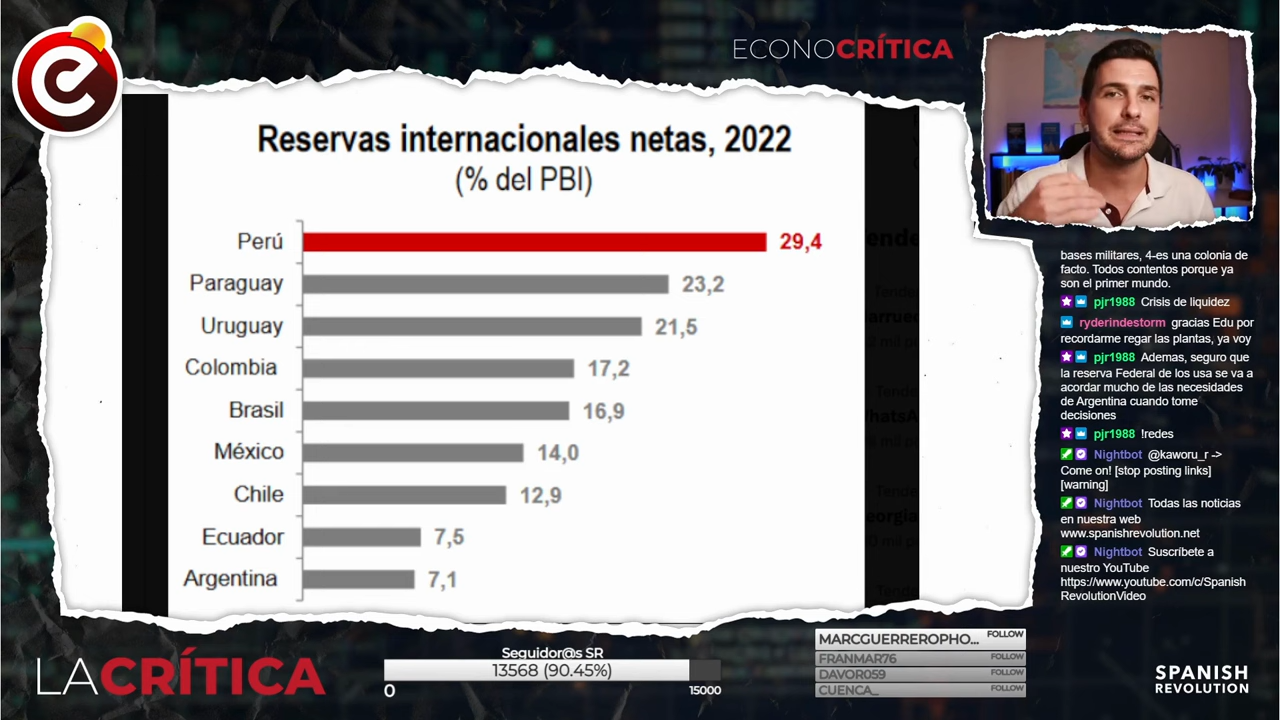 ECONOCRÍTICA
Reservas internacionales netas, 2022
(% del PBI)
Perú 29,4
Paraguay 23,2
Uruguay 21,5
Colombia 17,2
Brasil 16,9
México 14,0
Chile 12,9
Ecuador 7,5
Argentina 7,1
bases militares, 4-es una colonia de
facto. Todos contentos porque ya
son el primer mundo.
pjr1988 Crisis de liquidez
ryderindestorm gracias Edu por
recordarme regar las plantas, ya voy
pjr1988 Ademas, seguro que
la reserva Federal de los usa se va a
acordar mucho de las necesidades
de Argentina cuando tome
decisiones
pjr1988 !redes
Nightbot @kaworu_r ->
Come on! [stop posting links]
[warning]
Nightbot Todas las noticias
en nuestra web
www.spanishrevolution.net
Nightbot Suscríbete a
nuestro YouTube
https://www.youtube.com/c/Spanish
RevolutionVideo
LACRÍTICA
Seguidor@s SR
13568 (90.45%)
0 15000
MARCGUERREROPHO... FOLLOW
FRANMAR76 FOLLOW
DAVOR059 FOLLOW
CUENCA_ FOLLOW
SPANISH
REVOLUTION